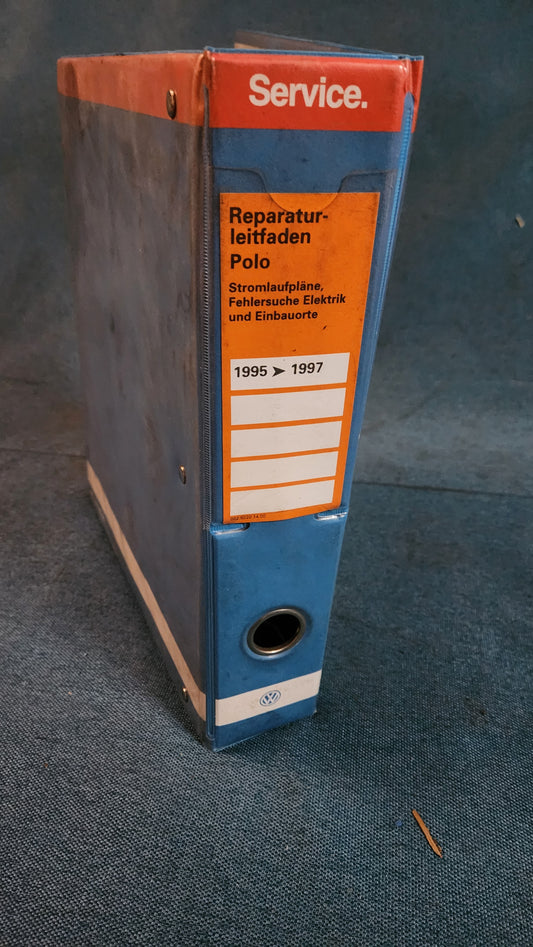 Service.
Reparatur-
leitfaden
Polo
Stromlaufpläne,
Fehlersuche Elektrik
und Einbauorte
1995 ➤ 1997